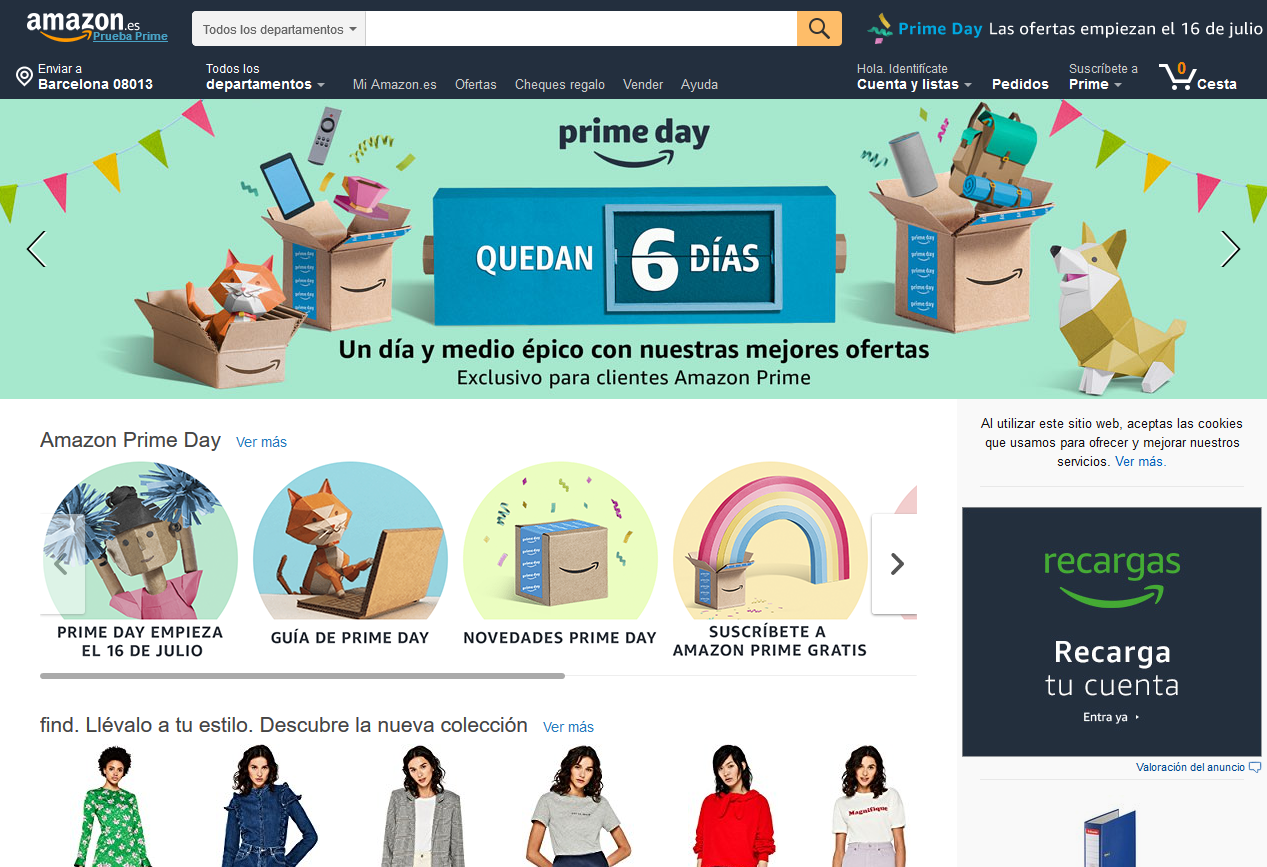 amazon.es
Prueba Prime
Todos los departamentos
Prime Day Las ofertas empiezan el 16 de julio
Enviar a
Barcelona 08013
Todos los
departamentos
Mi Amazon.es
Ofertas
Cheques regalo
Vender
Ayuda
Hola. Identifícate
Cuenta y listas
Pedidos
Suscríbete a
Prime
0
Cesta
prime day
QUEDAN 6 DÍAS
Un día y medio épico con nuestras mejores ofertas
Exclusivo para clientes Amazon Prime
Amazon Prime Day Ver más
PRIME DAY EMPIEZA
EL 16 DE JULIO
GUÍA DE PRIME DAY
NOVEDADES PRIME DAY
SUSCRÍBETE A
AMAZON PRIME GRATIS
find. Llévalo a tu estilo. Descubre la nueva colección Ver más
Magnifique
Al utilizar este sitio web, aceptas las cookies
que usamos para ofrecer y mejorar nuestros
servicios. Ver más.
recargas
Recarga
tu cuenta
Entra ya
Valoración del anuncio